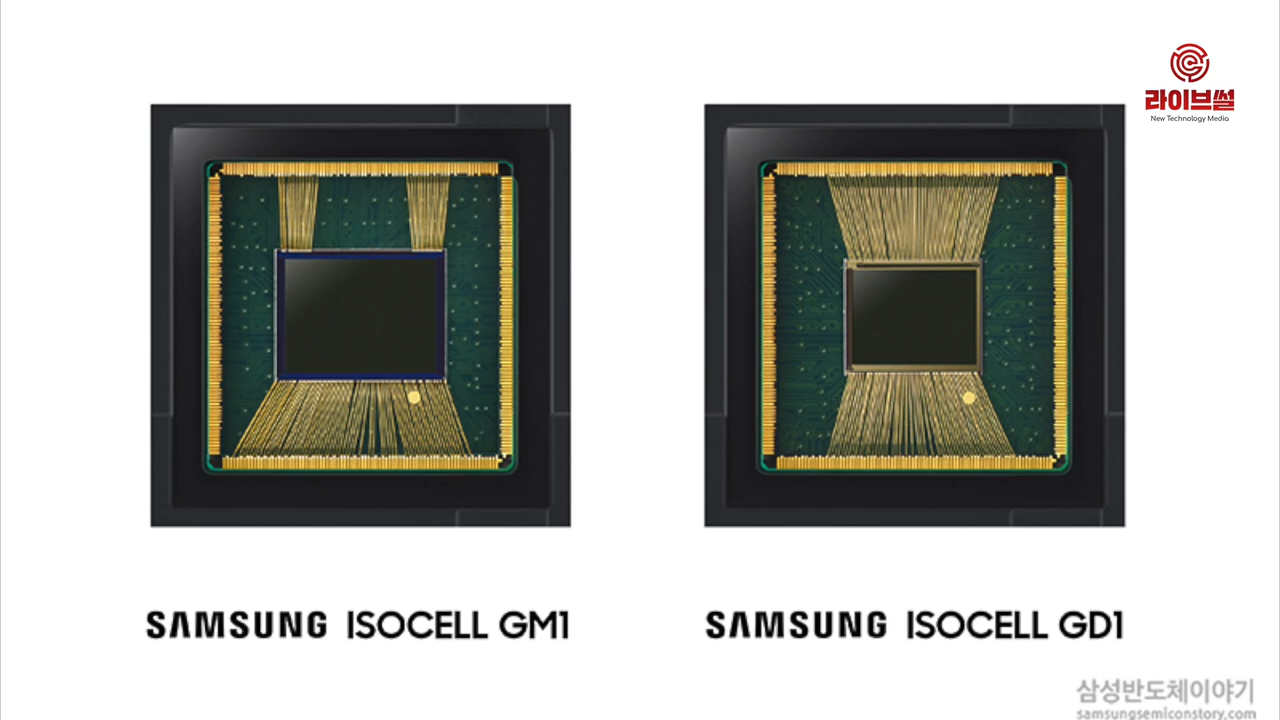 라이브썰
New Technology Media
SAMSUNG ISOCELL GM1
SAMSUNG ISOCELL GD1
삼성반도체이야기
samsungsemiconstory.com